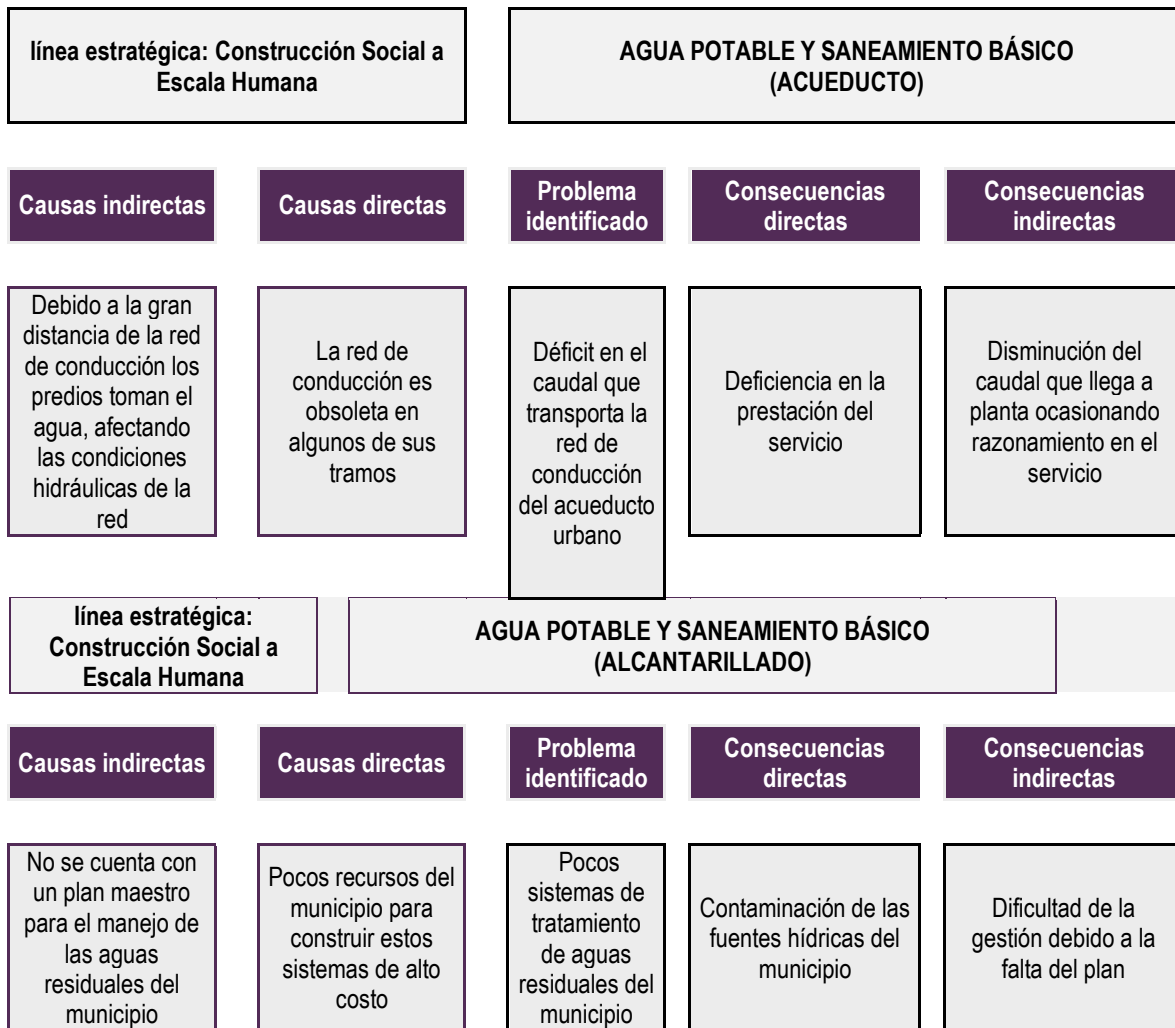 línea estratégica: Construcción Social a
Escala Humana
AGUA POTABLE Y SANEAMIENTO BÁSICO
(ACUEDUCTO)
Causas indirectas
Causas directas
Problema
identificado
Consecuencias
directas
Consecuencias
indirectas
Debido a la gran
distancia de la red
de conducción los
predios toman el
agua, afectando
las condiciones
hidráulicas de la
red
La red de
conducción es
obsoleta en
algunos de sus
tramos
Déficit en el
caudal que
transporta la
red de
conducción
del acueducto
urbano
Deficiencia en la
prestación del
servicio
Disminución del
caudal que llega a
planta ocasionando
razonamiento en el
servicio
línea estratégica:
Construcción Social a
Escala Humana
AGUA POTABLE Y SANEAMIENTO BÁSICO
(ALCANTARILLADO)
Causas indirectas
Causas directas
Problema
identificado
Consecuencias
directas
Consecuencias
indirectas
No se cuenta con
un plan maestro
para el manejo de
las aguas
residuales del
municipio
Pocos recursos del
municipio para
construir estos
sistemas de alto
costo
Pocos
sistemas de
tratamiento
de aguas
residuales del
municipio
Contaminación de las
fuentes hídricas del
municipio
Dificultad de la
gestión debido a la
falta del plan